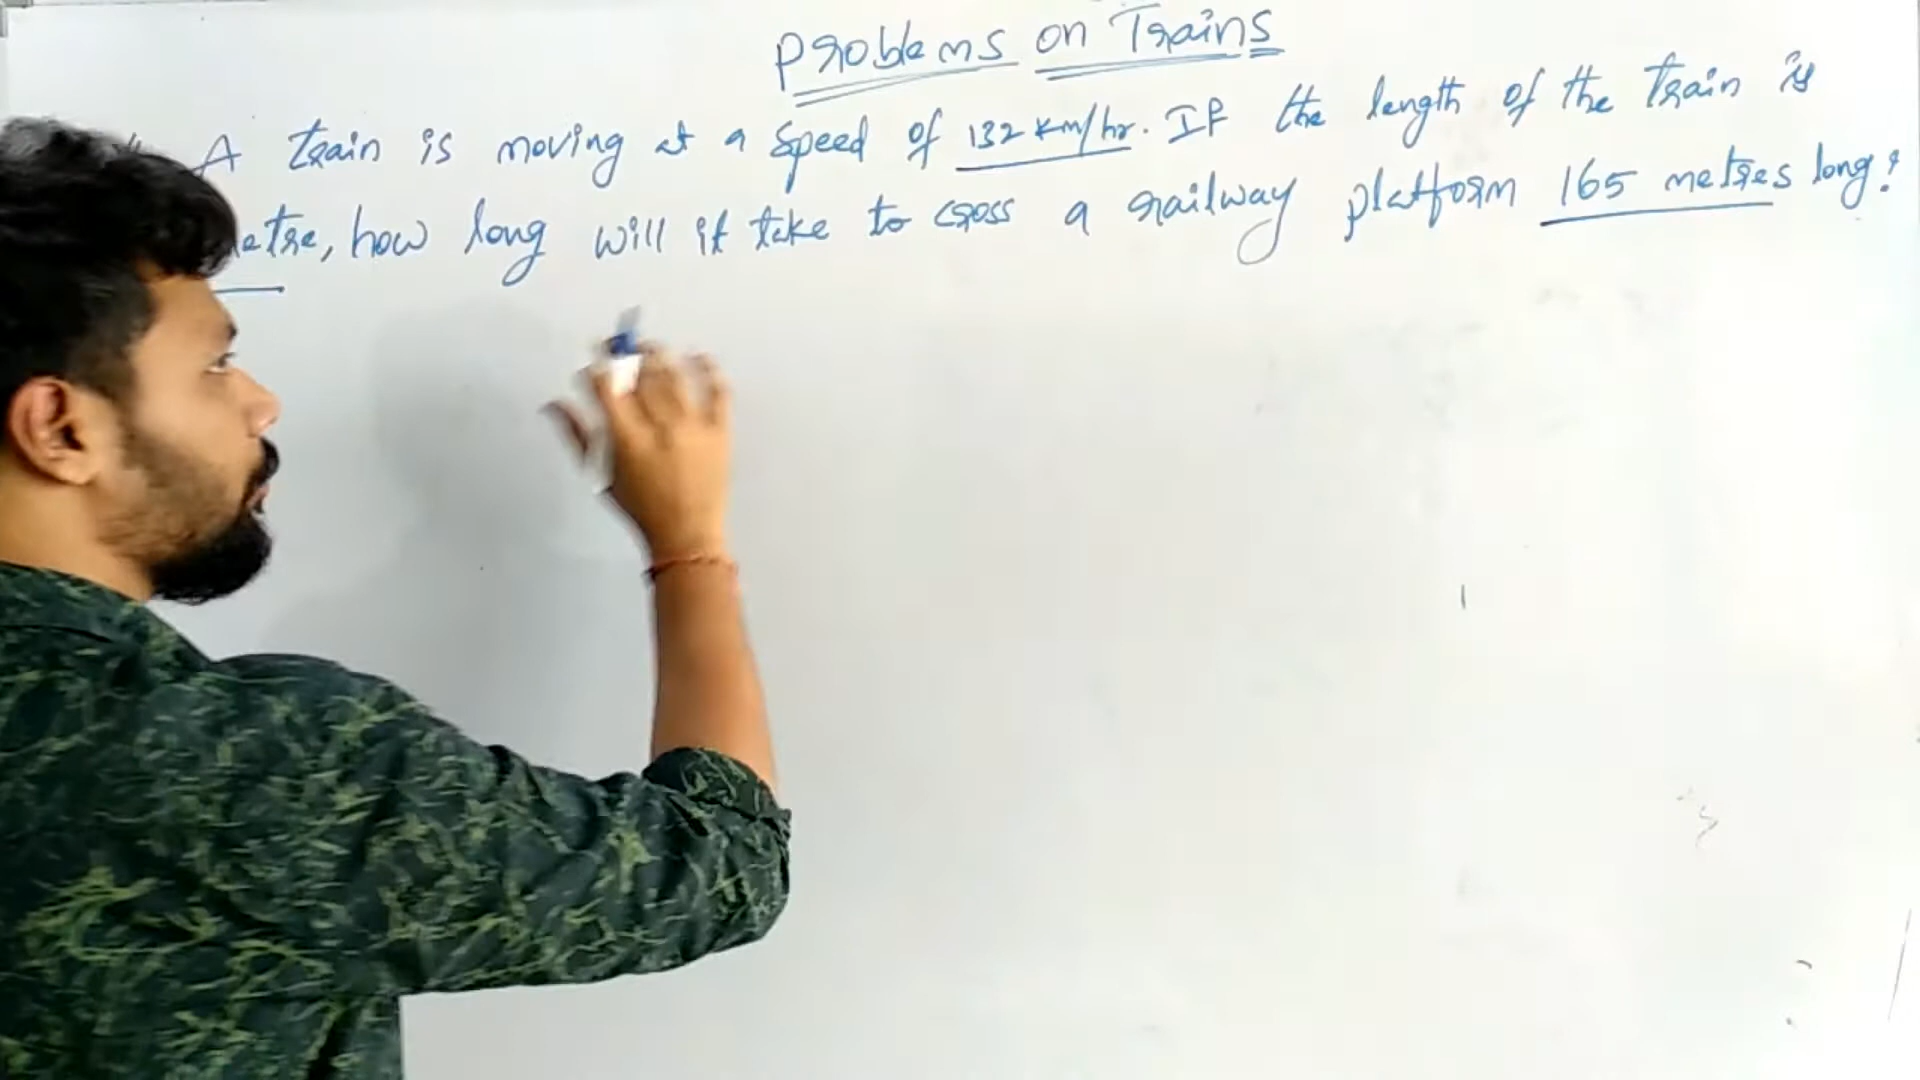 Problems on Trains
A train is moving at a speed of 132 km/hr. If the length of the train is
etre, how long will it take to cross a railway platform 165 metres long?